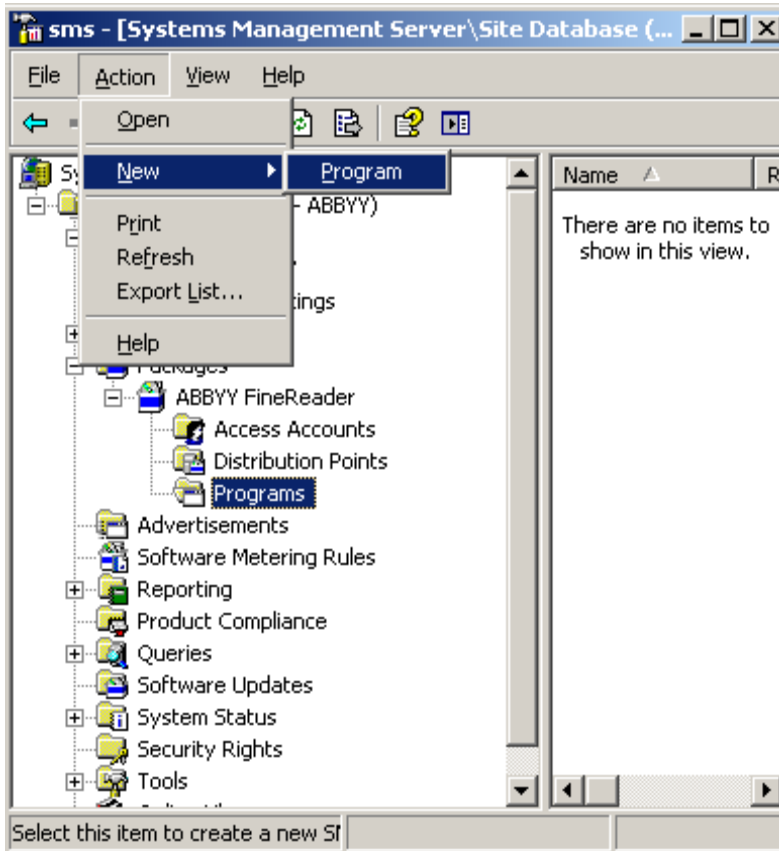 sms - [Systems Management Server\Site Database (...
File Action View Help
Open
New Program
Print
Refresh
Export List...
Help
- ABBYY)
ings
Packages
ABBYY FineReader
Access Accounts
Distribution Points
Programs
Advertisements
Software Metering Rules
Reporting
Product Compliance
Queries
Software Updates
System Status
Security Rights
Tools
Name
There are no items to
show in this view.
Select this item to create a new S